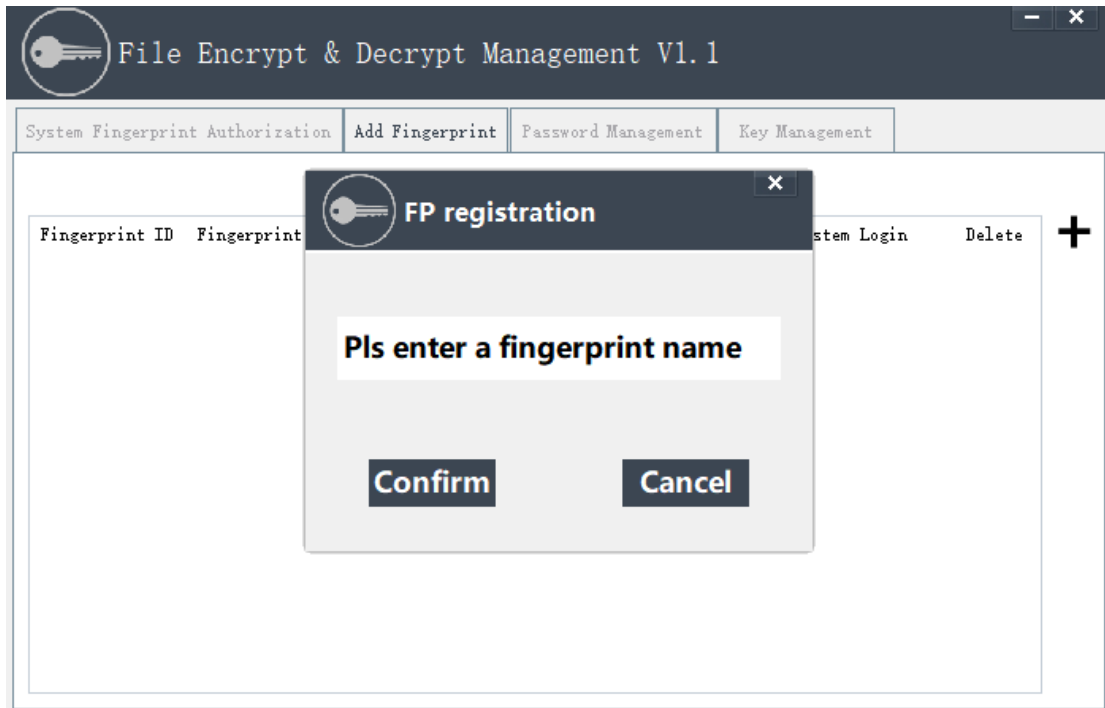 File Encrypt & Decrypt Management V1.1
System Fingerprint Authorization Add Fingerprint Password Management Key Management
FP registration
Fingerprint ID Fingerprint Login Delete
Pls enter a fingerprint name
Confirm Cancel